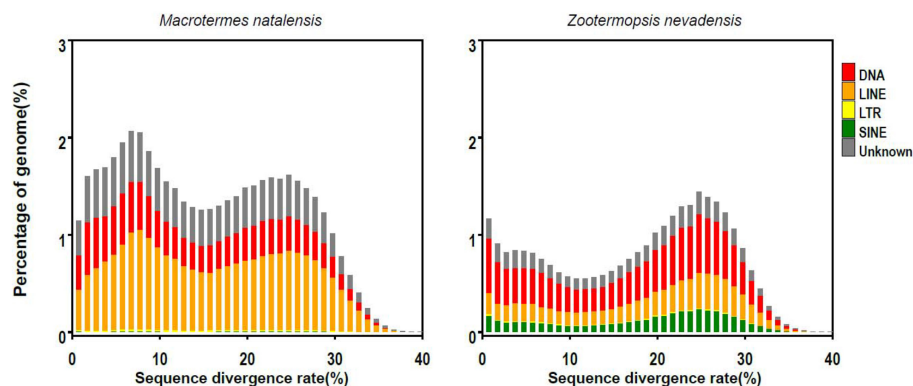 Macrotermes natalensis
Zootermopsis nevadensis
Percentage of genome(%)
3
2
1
0
0 10 20 30 40
Sequence divergence rate(%)
3
2
1
0
0 10 20 30 40
Sequence divergence rate(%)
DNA
LINE
LTR
SINE
Unknown